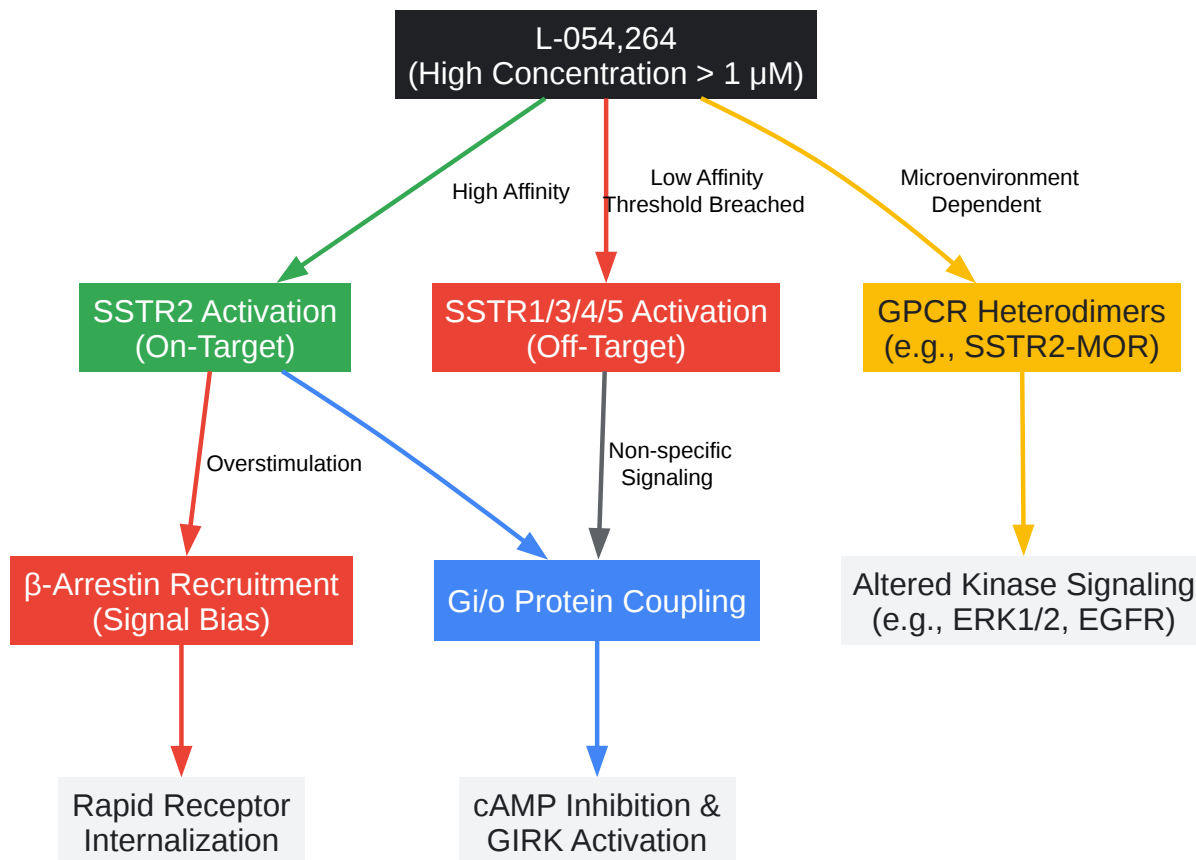 L-054,264
(High Concentration > 1 μM)
High Affinity
Low Affinity
Threshold Breached
Microenvironment
Dependent
SSTR2 Activation
(On-Target)
SSTR1/3/4/5 Activation
(Off-Target)
GPCR Heterodimers
(e.g., SSTR2-MOR)
Overstimulation
Non-specific
Signaling
β-Arrestin Recruitment
(Signal Bias)
Gi/o Protein Coupling
Altered Kinase Signaling
(e.g., ERK1/2, EGFR)
Rapid Receptor
Internalization
cAMP Inhibition &
GIRK Activation